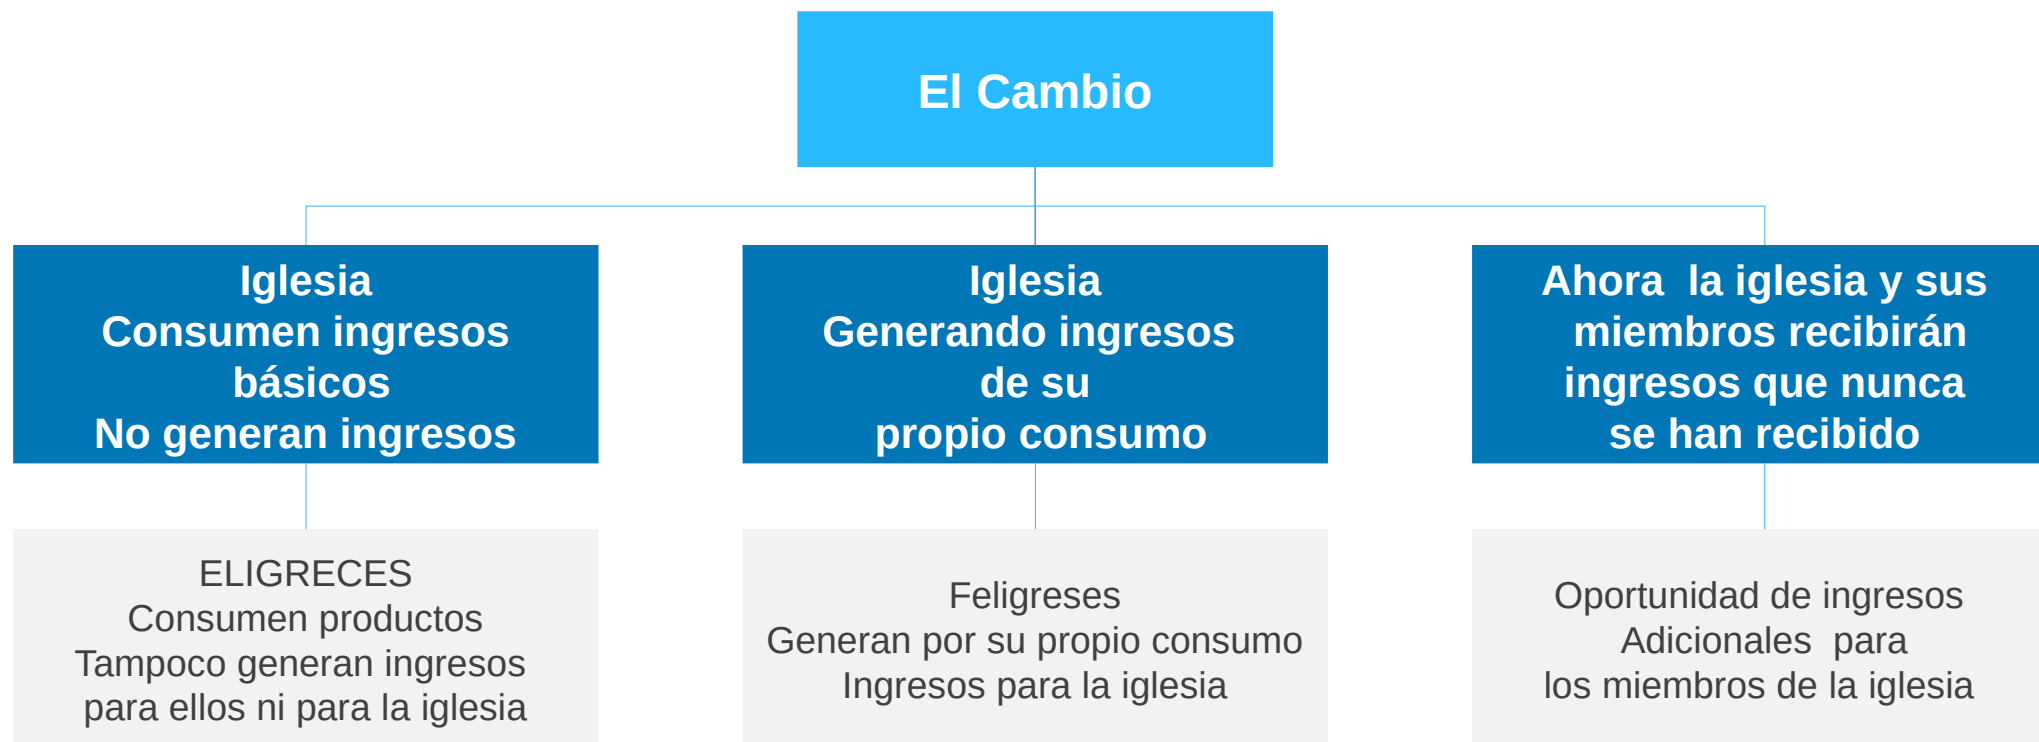 El Cambio
Iglesia
Consumen ingresos
básicos
No generan ingresos
Iglesia
Generando ingresos
de su
propio consumo
Ahora la iglesia y sus
miembros recibirán
ingresos que nunca
se han recibido
ELIGRECES
Consumen productos
Tampoco generan ingresos
para ellos ni para la iglesia
Feligreses
Generan por su propio consumo
Ingresos para la iglesia
Oportunidad de ingresos
Adicionales para
los miembros de la iglesia